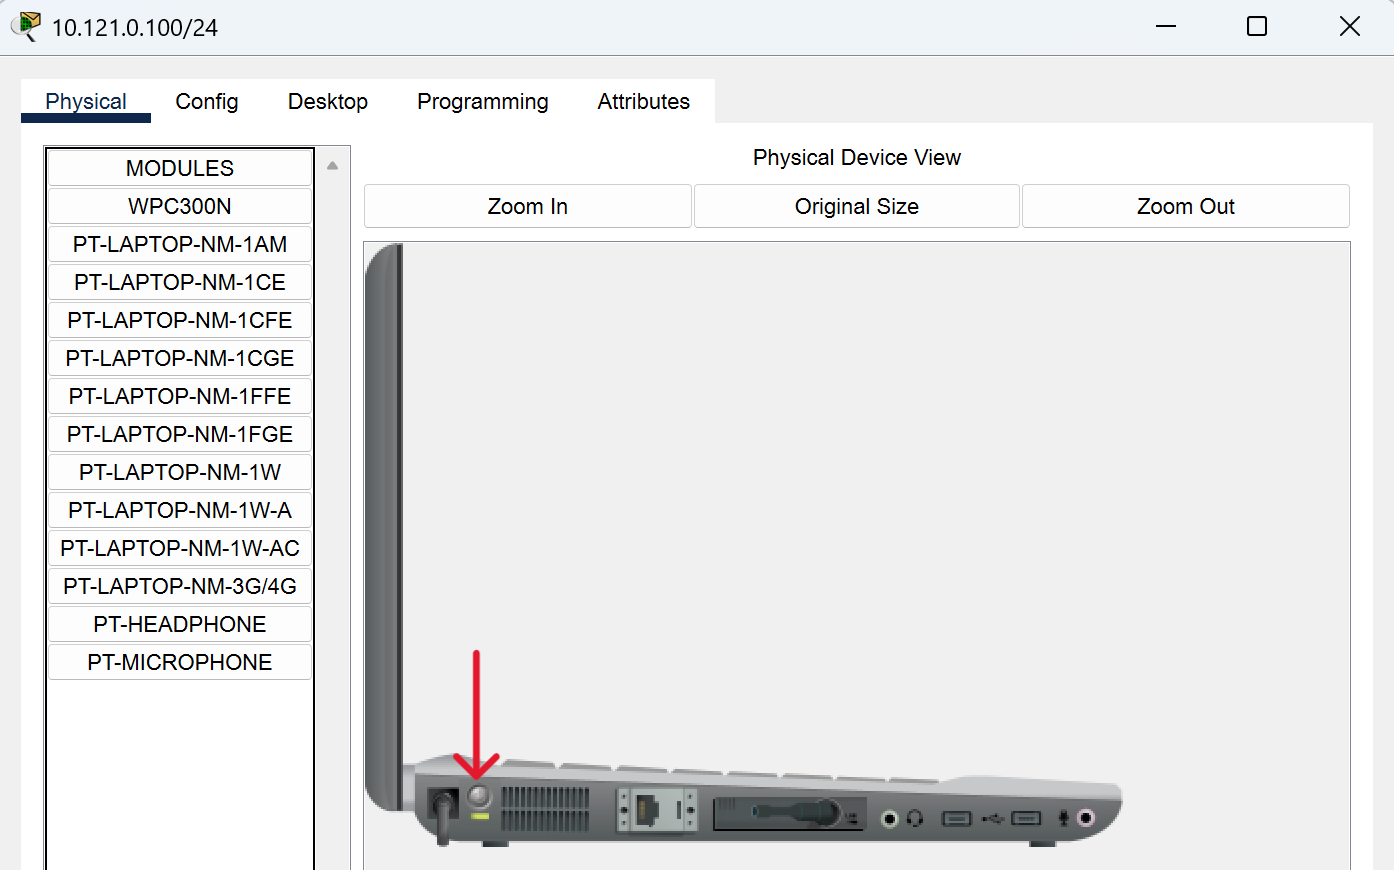 10.121.0.100/24
Physical Config Desktop Programming Attributes
MODULES
WPC300N
PT-LAPTOP-NM-1AM
PT-LAPTOP-NM-1CE
PT-LAPTOP-NM-1CFE
PT-LAPTOP-NM-1CGE
PT-LAPTOP-NM-1FFE
PT-LAPTOP-NM-1FGE
PT-LAPTOP-NM-1W
PT-LAPTOP-NM-1W-A
PT-LAPTOP-NM-1W-AC
PT-LAPTOP-NM-3G/4G
PT-HEADPHONE
PT-MICROPHONE
Physical Device View
Zoom In Original Size Zoom Out